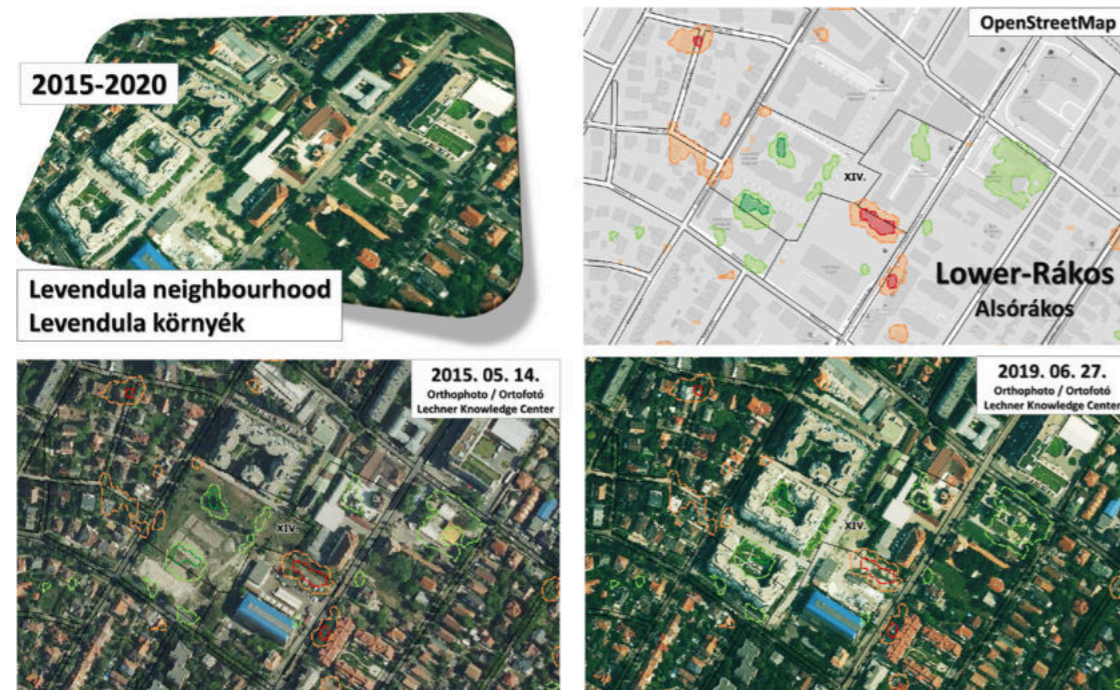 2015-2020
Levendula neighbourhood
Levendula környék
OpenStreetMap
XIV.
Lower-Rákos
Alsórákos
2015. 05. 14.
Orthophoto / Ortofotó
Lechner Knowledge Center
XIV.
2019. 06. 27.
Orthophoto / Ortofotó
Lechner Knowledge Center
XIV.